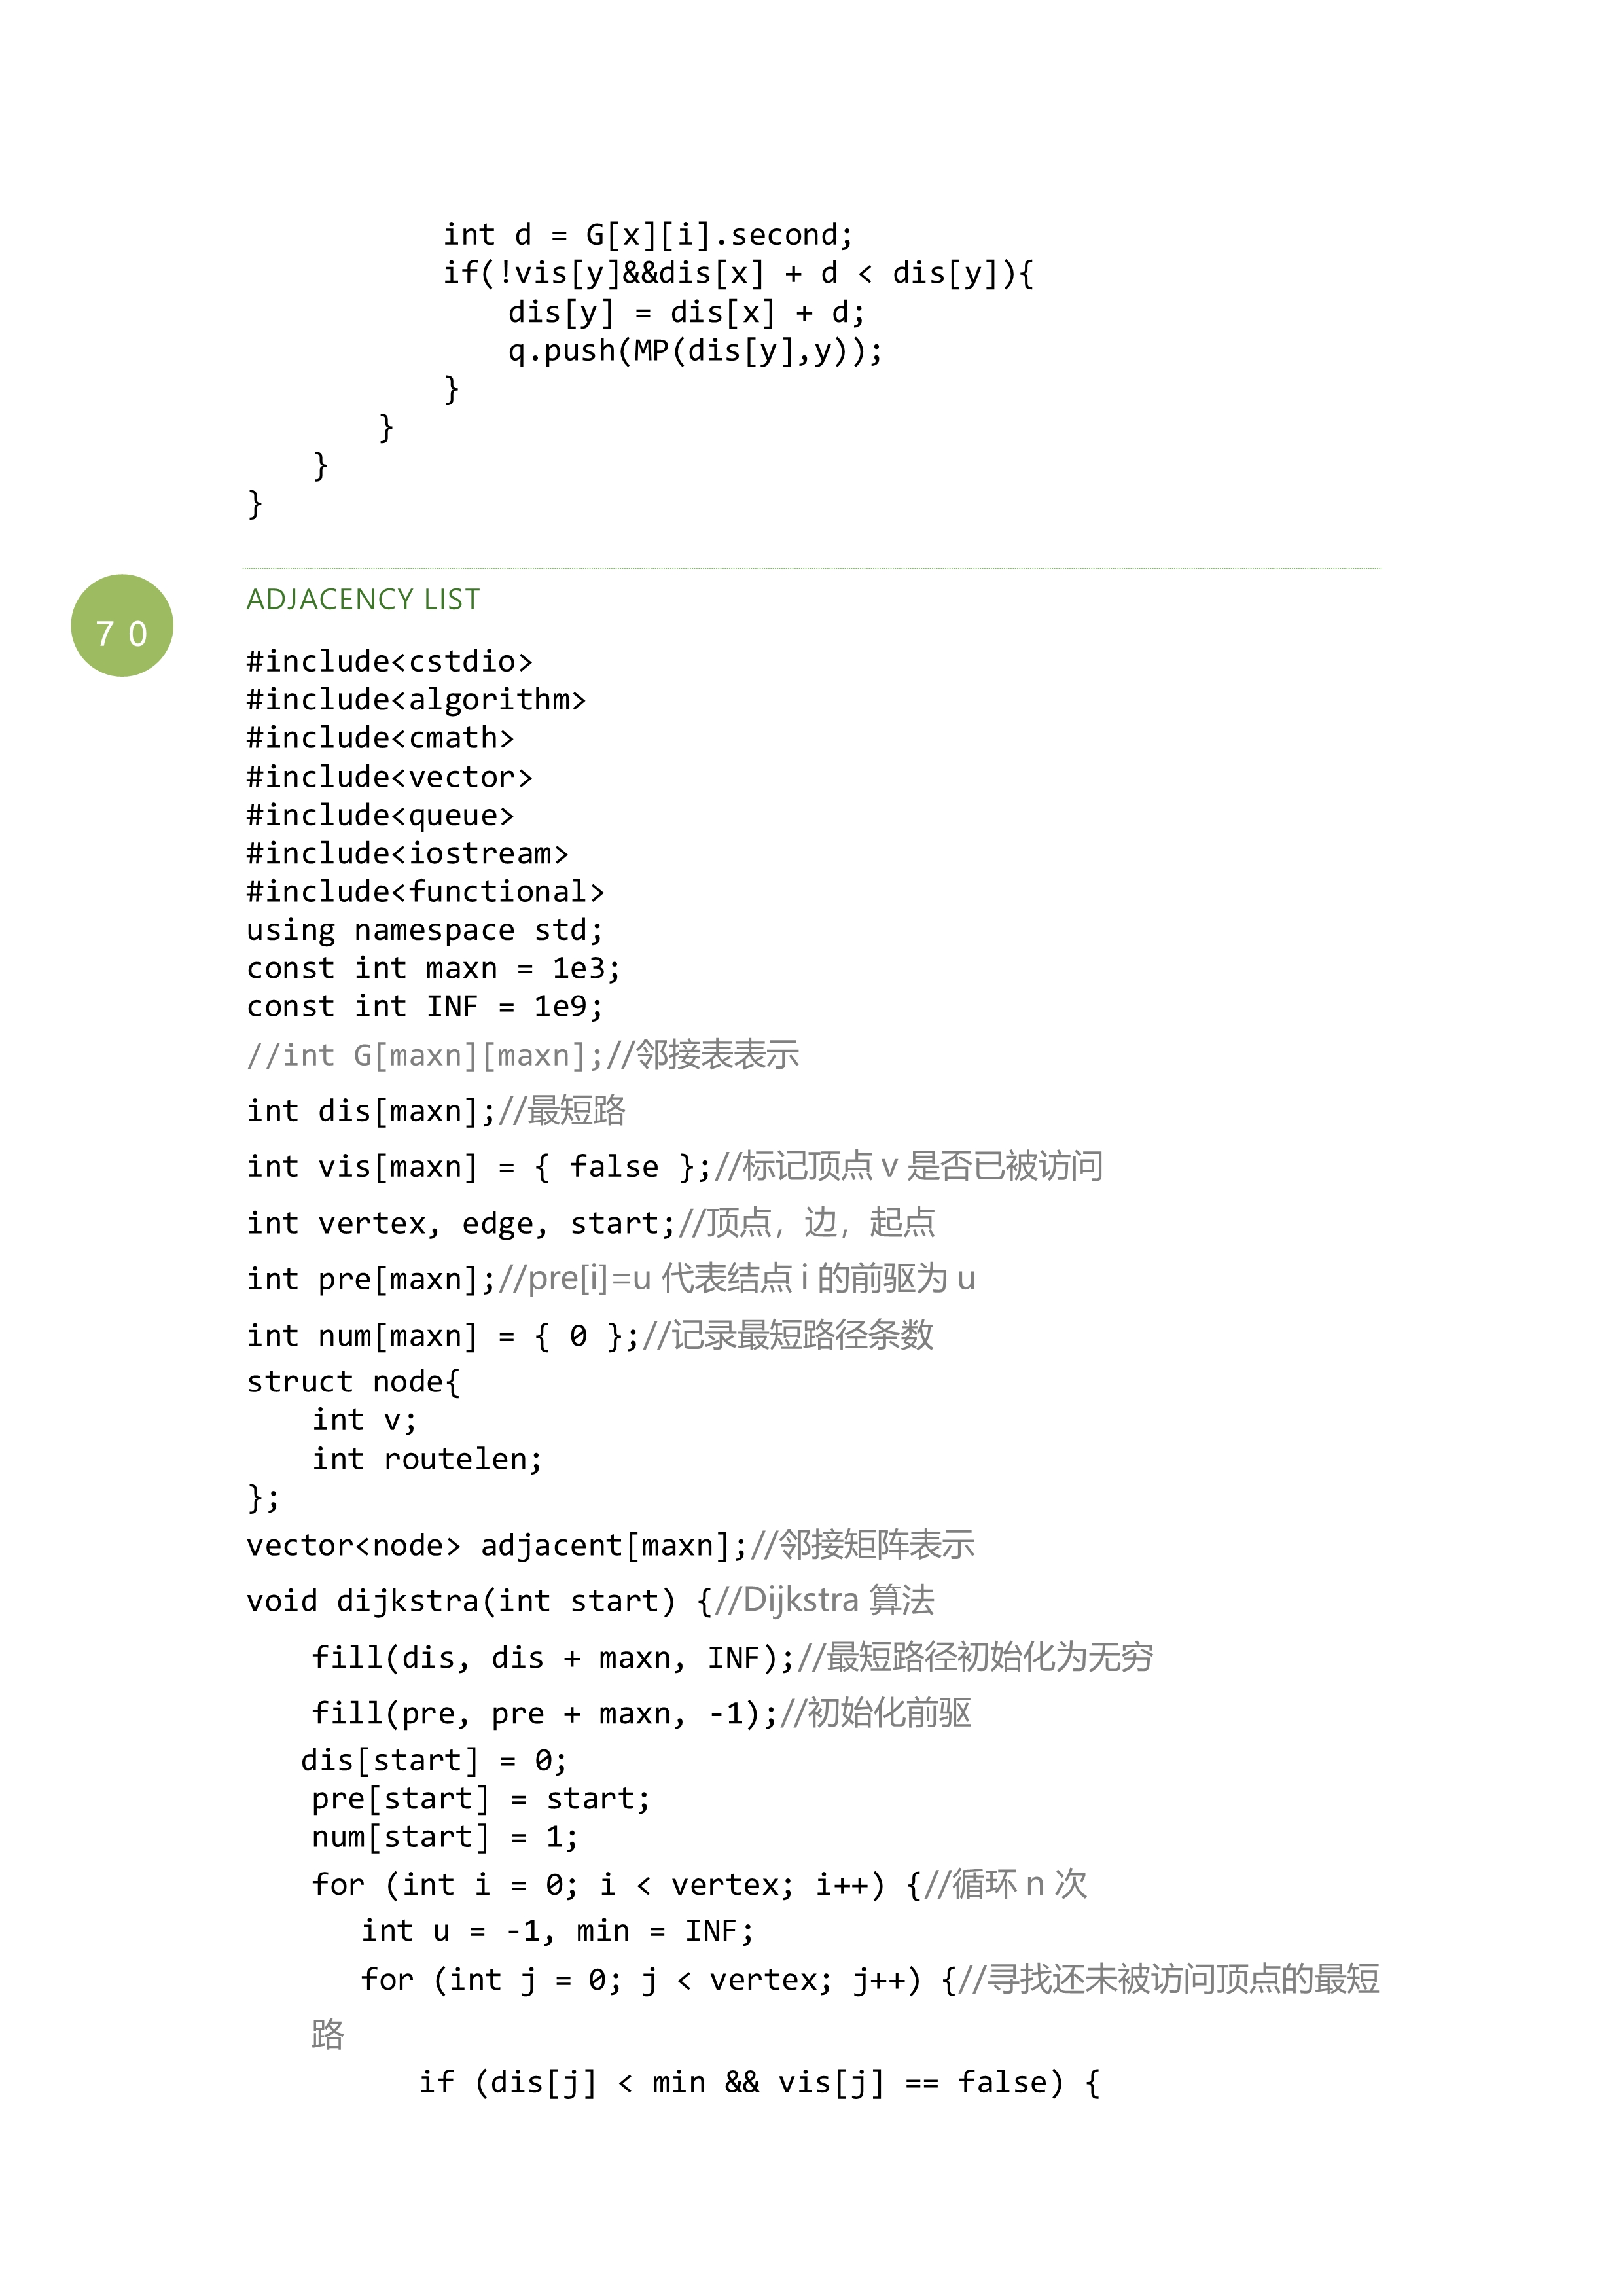 int d = G[x][i].second;
if(!vis[y]&&dis[x] + d < dis[y]){
dis[y] = dis[x] + d;
q.push(MP(dis[y],y));
}
}
}
}
ADJACENCY LIST
70
#include<cstdio>
#include<algorithm>
#include<cmath>
#include<vector>
#include<queue>
#include<iostream>
#include<functional>
using namespace std;
const int maxn = 1e3;
const int INF = 1e9;
//int G[maxn][maxn];//邻接表表示
int dis[maxn];//最短路
int vis[maxn] = { false };//标记顶点 v 是否已被访问
int vertex, edge, start;//顶点，边，起点
int pre[maxn];//pre[i]=u 代表结点 i 的前驱为 u
int num[maxn] = { 0 };//记录最短路径条数
struct node{
int v;
int routelen;
};
vector<node> adjacent[maxn];//邻接矩阵表示
void dijkstra(int start) {//Dijkstra 算法
fill(dis, dis + maxn, INF);//最短路径初始化为无穷
fill(pre, pre + maxn, -1);//初始化前驱
dis[start] = 0;
pre[start] = start;
num[start] = 1;
for (int i = 0; i < vertex; i++) {//循环 n 次
int u = -1, min = INF;
for (int j = 0; j < vertex; j++) {//寻找还未被访问顶点的最短
路
if (dis[j] < min && vis[j] == false) {